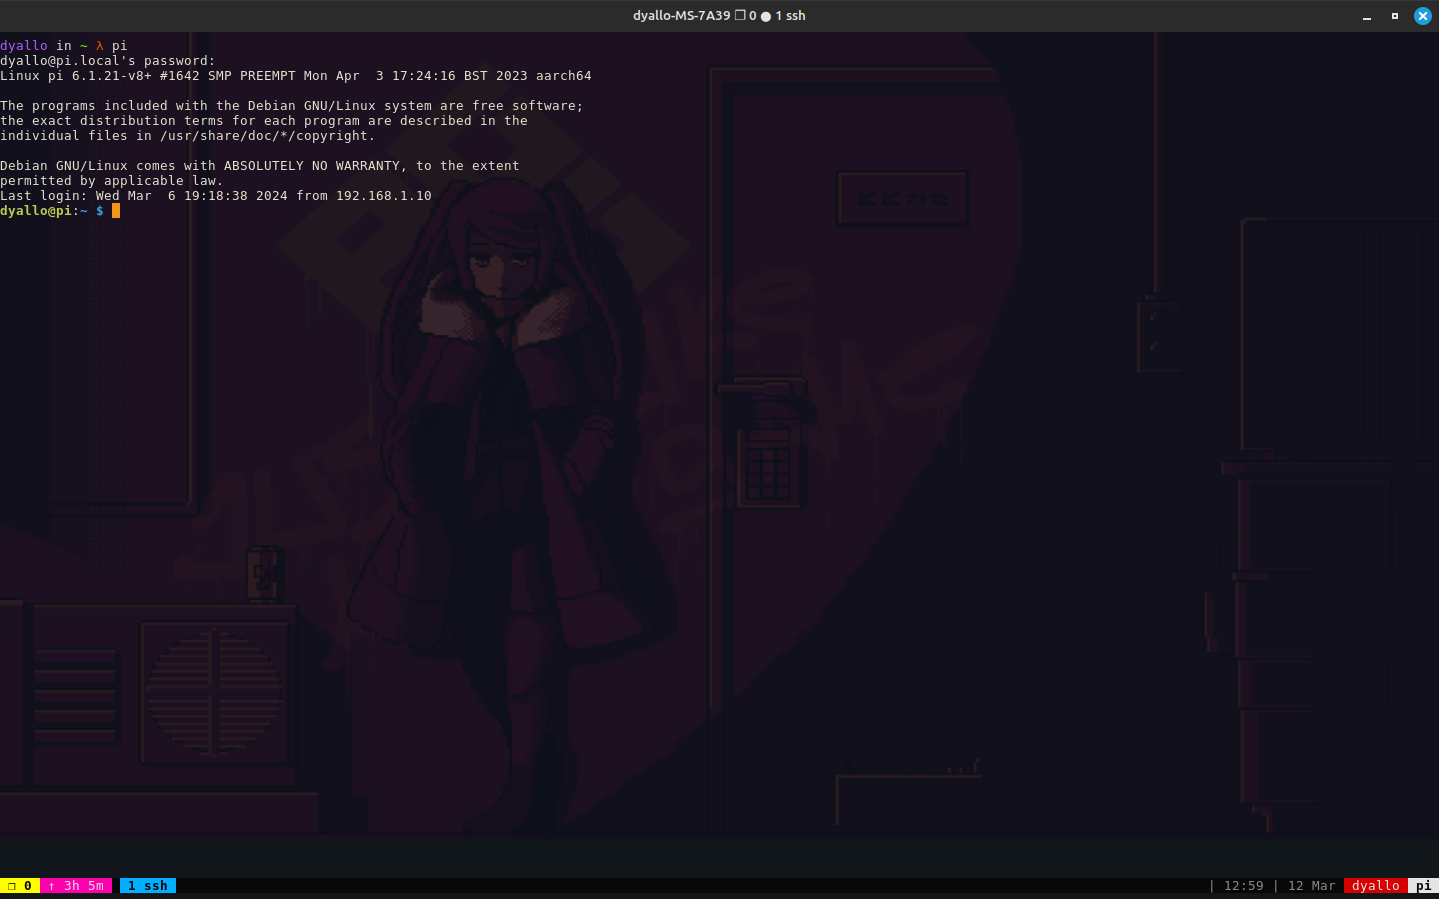 dyallo-MS-7A39 ❐ 0 ● 1 ssh
dyallo in ~ λ pi
dyallo@pi.local's password:
Linux pi 6.1.21-v8+ #1642 SMP PREEMPT Mon Apr  3 17:24:16 BST 2023 aarch64
The programs included with the Debian GNU/Linux system are free software;
the exact distribution terms for each program are described in the
individual files in /usr/share/doc/*/copyright.
Debian GNU/Linux comes with ABSOLUTELY NO WARRANTY, to the extent
permitted by applicable law.
Last login: Wed Mar  6 19:18:38 2024 from 192.168.1.10
dyallo@pi:~ $
ヒビカセ
❐ 0 ↑ 3h 5m 1 ssh | 12:59 | 12 Mar dyallo pi